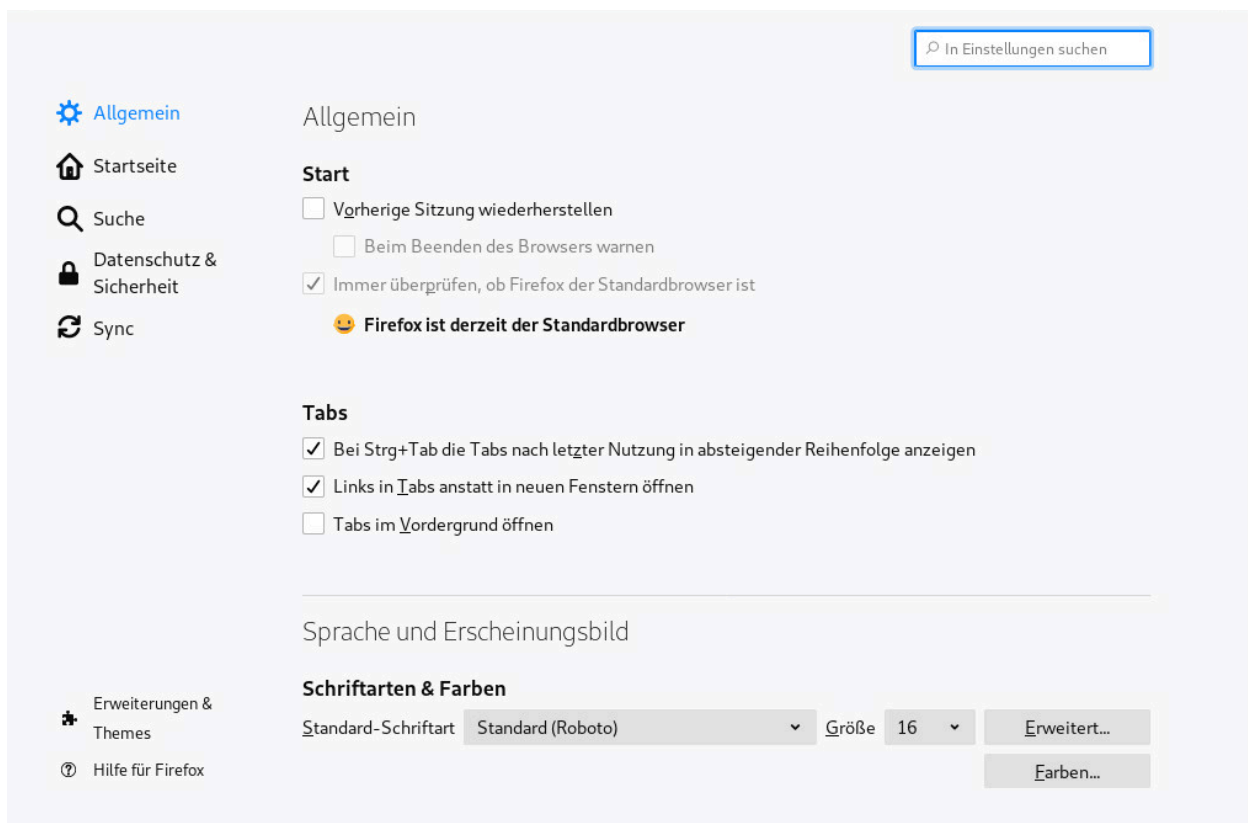 In Einstellungen suchen
Allgemein
Startseite
Suche
Datenschutz &
Sicherheit
Sync
Erweiterungen &
Themes
Hilfe für Firefox
Allgemein
Start
Vorherige Sitzung wiederherstellen
Beim Beenden des Browsers warnen
Immer überprüfen, ob Firefox der Standardbrowser ist
Firefox ist derzeit der Standardbrowser
Tabs
Bei Strg+Tab die Tabs nach letzter Nutzung in absteigender Reihenfolge anzeigen
Links in Tabs anstatt in neuen Fenstern öffnen
Tabs im Vordergrund öffnen
Sprache und Erscheinungsbild
Schriftarten & Farben
Standard-Schriftart Standard (Roboto) Größe 16 Erweitert...
Farben...